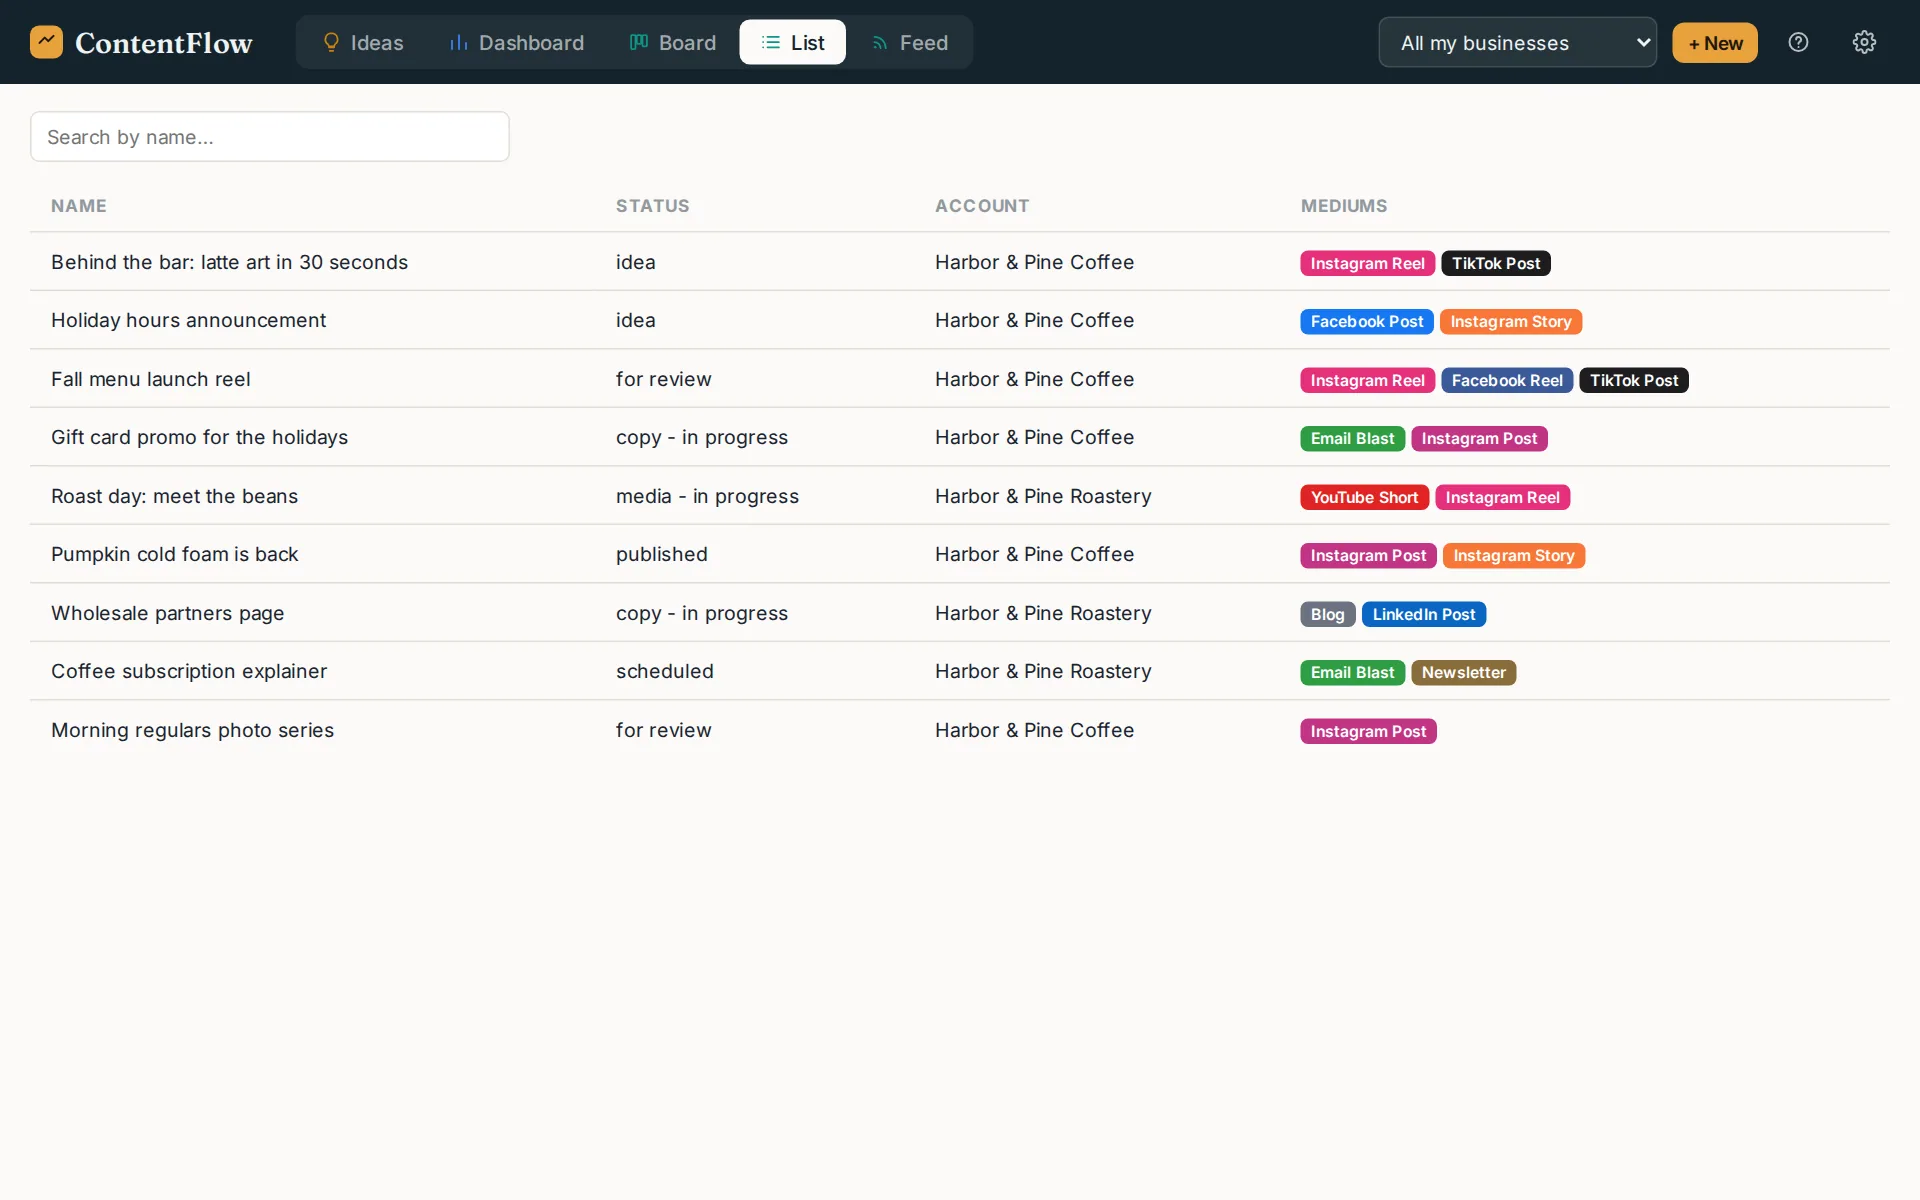 ContentFlow Ideas Dashboard Board List Feed All my businesses + New
Search by name...
NAME STATUS ACCOUNT MEDIUMS
Behind the bar: latte art in 30 seconds idea Harbor & Pine Coffee Instagram Reel TikTok Post
Holiday hours announcement idea Harbor & Pine Coffee Facebook Post Instagram Story
Fall menu launch reel for review Harbor & Pine Coffee Instagram Reel Facebook Reel TikTok Post
Gift card promo for the holidays copy - in progress Harbor & Pine Coffee Email Blast Instagram Post
Roast day: meet the beans media - in progress Harbor & Pine Roastery YouTube Short Instagram Reel
Pumpkin cold foam is back published Harbor & Pine Coffee Instagram Post Instagram Story
Wholesale partners page copy - in progress Harbor & Pine Roastery Blog LinkedIn Post
Coffee subscription explainer scheduled Harbor & Pine Roastery Email Blast Newsletter
Morning regulars photo series for review Harbor & Pine Coffee Instagram Post